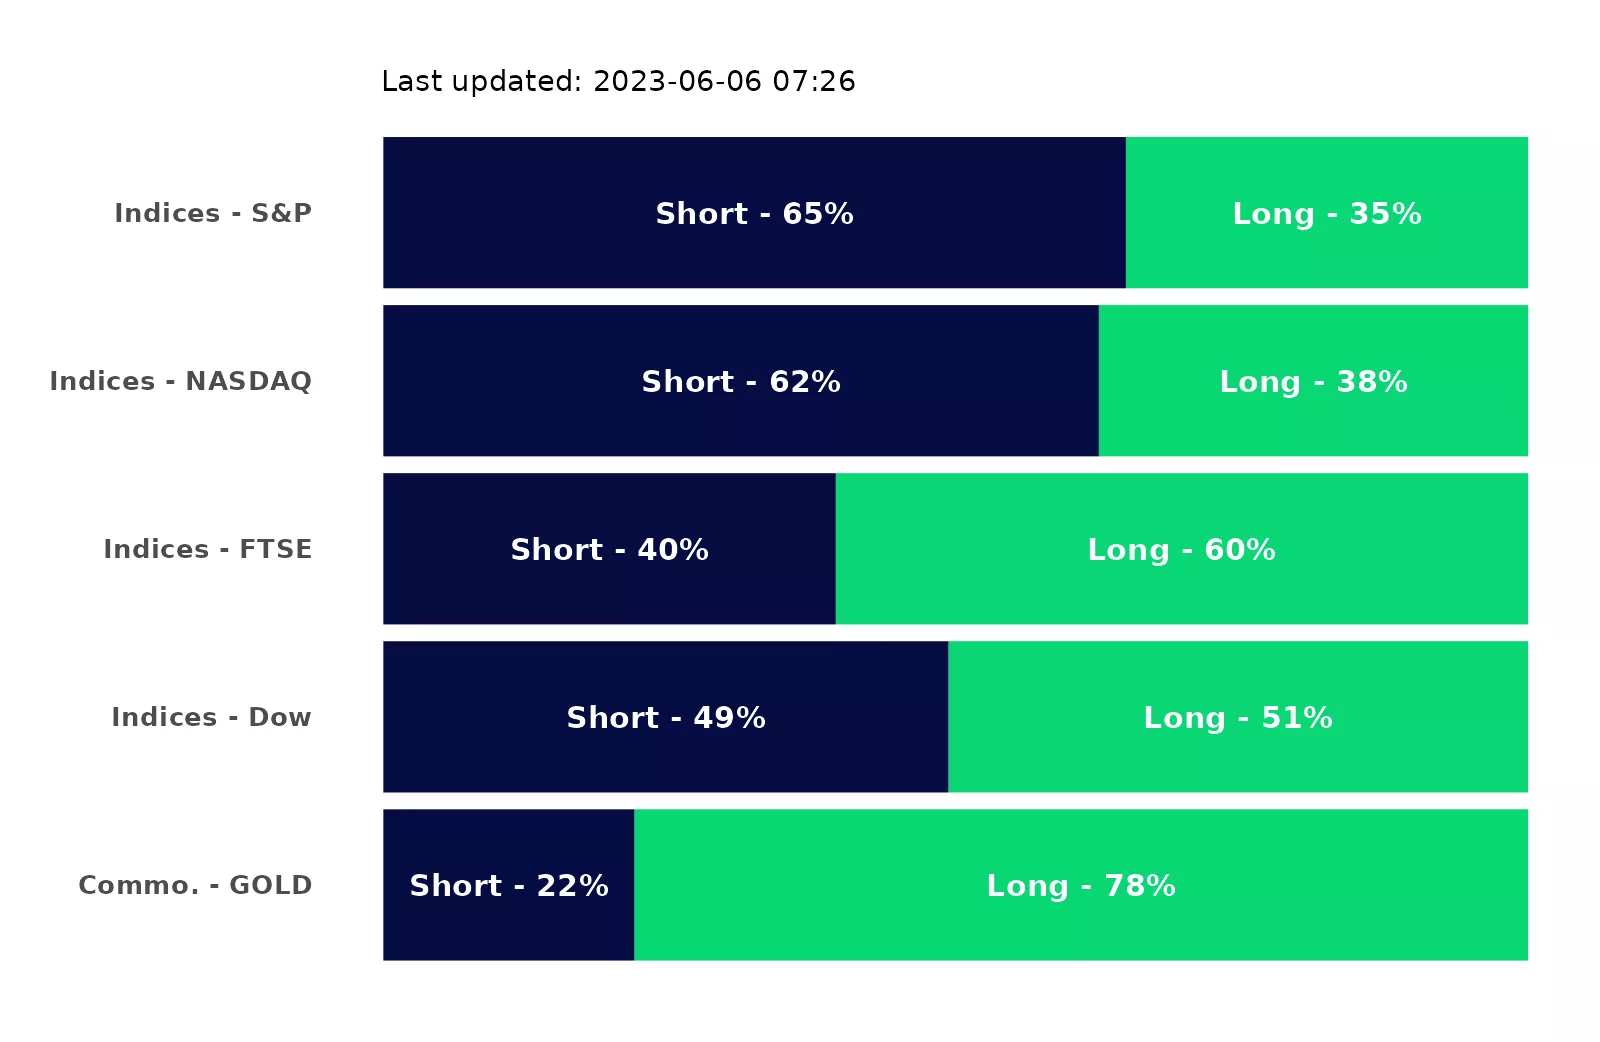 Last updated: 2023-06-06 07:26
Indices - S&P Short - 65% Long - 35%
Indices - NASDAQ Short - 62% Long - 38%
Indices - FTSE Short - 40% Long - 60%
Indices - Dow Short - 49% Long - 51%
Commo. - GOLD Short - 22% Long - 78%